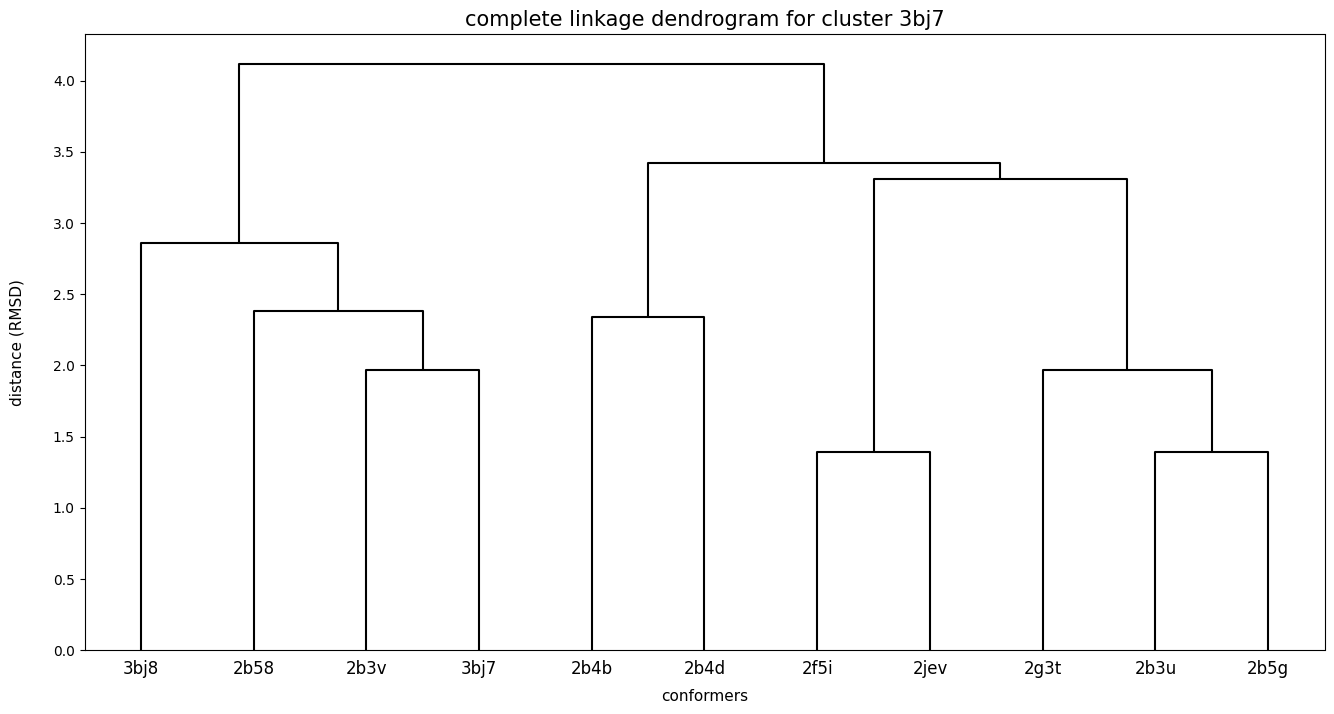 complete linkage dendrogram for cluster 3bj7
4.0
3.5
3.0
2.5
2.0
1.5
1.0
0.5
0.0
distance (RMSD)
3bj8 2b58 2b3v 3bj7 2b4b 2b4d 2f5i 2jev 2g3t 2b3u 2b5g
conformers